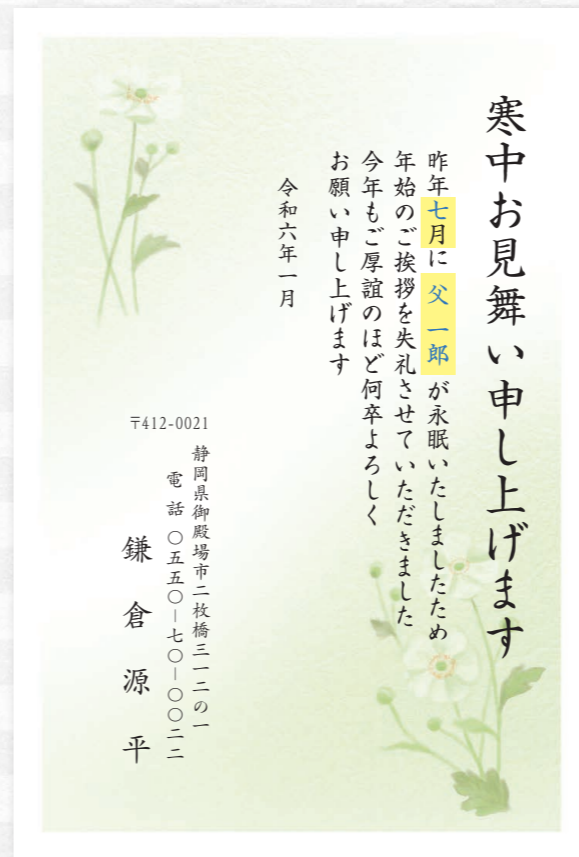 寒中お見舞い申し上げます
昨年七月に 父 一郎 が永眠いたしましたため
年始のご挨拶を失礼させていただきました
今年もご厚誼のほど何卒よろしく
お願い申し上げます
令和六年一月
〒412-0021
静岡県御殿場市二枚橋三一二の一
電話 〇五五〇―七〇―〇〇二二
鎌倉源平